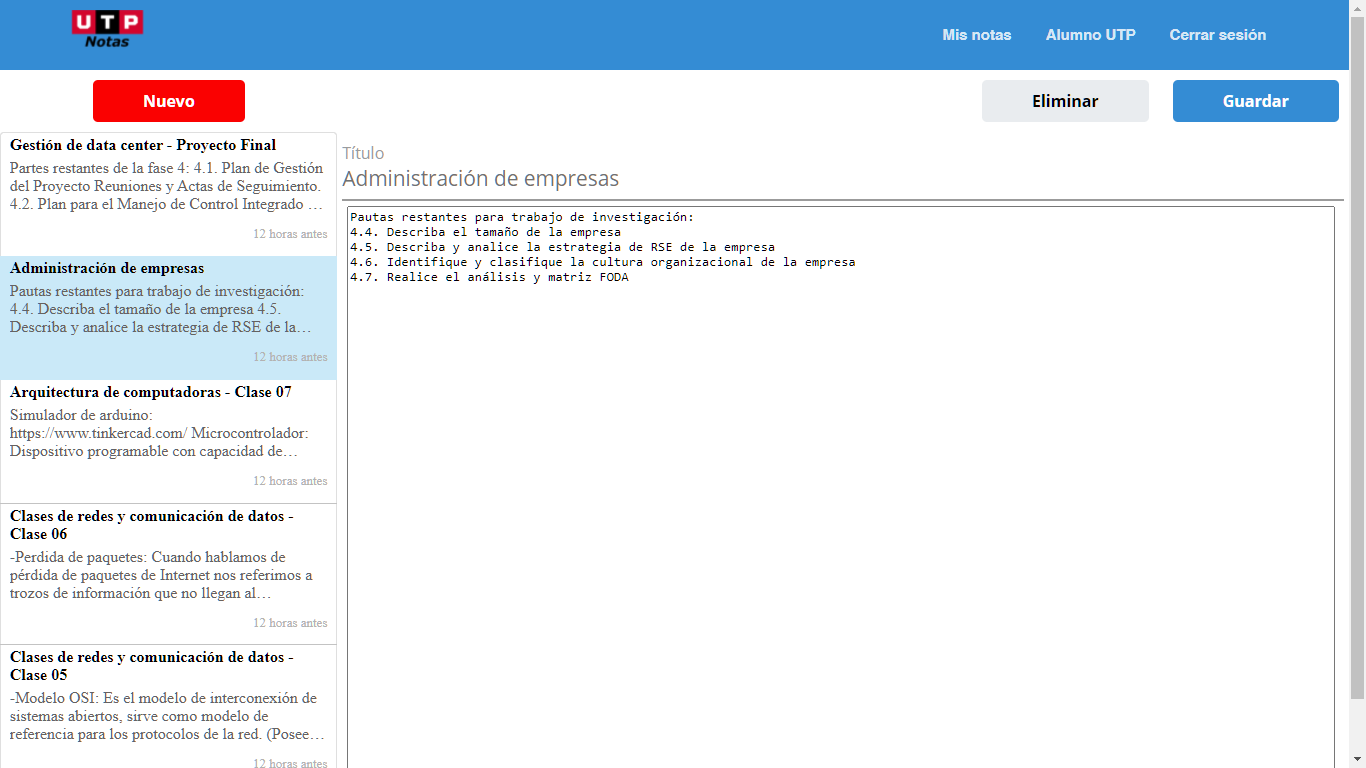 UTP
Notas
Mis notas
Alumno UTP
Cerrar sesión
Nuevo
Eliminar
Guardar
Gestión de data center - Proyecto Final
Partes restantes de la fase 4: 4.1. Plan de Gestión
del Proyecto Reuniones y Actas de Seguimiento.
4.2. Plan para el Manejo de Control Integrado …
12 horas antes
Administración de empresas
Pautas restantes para trabajo de investigación:
4.4. Describa el tamaño de la empresa 4.5.
Describa y analice la estrategia de RSE de la…
12 horas antes
Arquitectura de computadoras - Clase 07
Simulador de arduino:
https://www.tinkercad.com/ Microcontrolador:
Dispositivo programable con capacidad de…
12 horas antes
Clases de redes y comunicación de datos -
Clase 06
-Perdida de paquetes: Cuando hablamos de
pérdida de paquetes de Internet nos referimos a
trozos de información que no llegan al…
12 horas antes
Clases de redes y comunicación de datos -
Clase 05
-Modelo OSI: Es el modelo de interconexión de
sistemas abiertos, sirve como modelo de
referencia para los protocolos de la red. (Posee…
12 horas antes
Título
Administración de empresas
Pautas restantes para trabajo de investigación:
4.4. Describa el tamaño de la empresa
4.5. Describa y analice la estrategia de RSE de la empresa
4.6. Identifique y clasifique la cultura organizacional de la empresa
4.7. Realice el análisis y matriz FODA